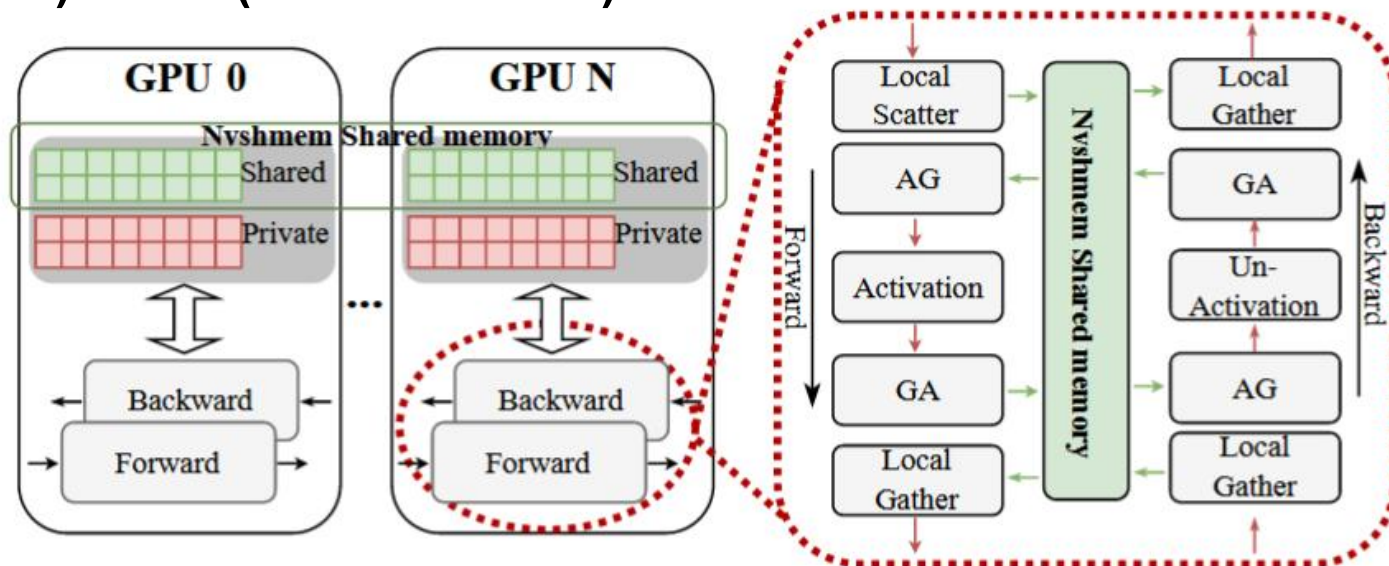 GPU 0
GPU N
Nvshmem Shared memory
Shared
Shared
Private
Private
...
Backward
Backward
Forward
Forward
Forward
Local
Scatter
AG
Activation
GA
Local
Gather
Nvshmem Shared memory
Local
Gather
GA
Un-
Activation
AG
Local
Gather
Backward